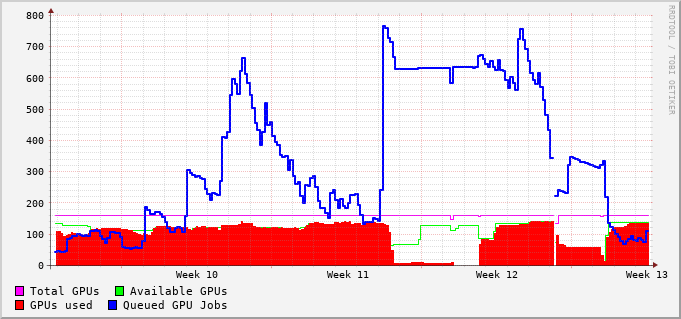 800
700
600
500
400
300
200
100
0
Week 10 Week 11 Week 12 Week 13
Total GPUs Available GPUs
GPUs used Queued GPU Jobs
RRDTOOL / TOBI OETIKER